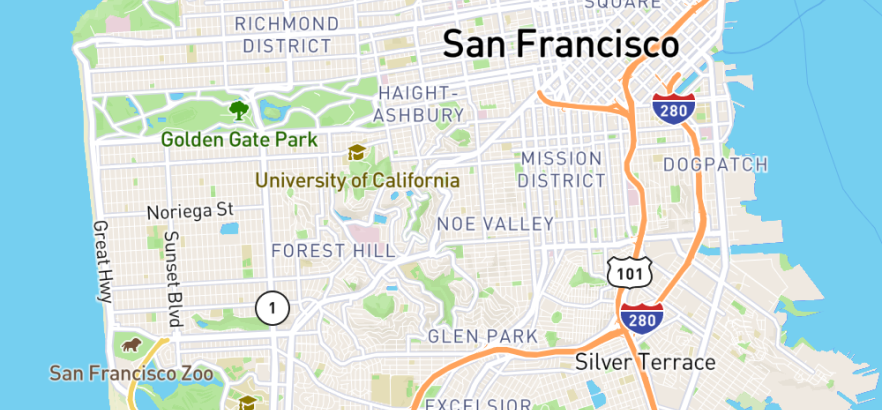 SQUARE
RICHMOND
DISTRICT
San Francisco
HAIGHT-
ASHBURY
280
Golden Gate Park
MISSION
DISTRICT
DOGPATCH
University of California
Noriega St
NOE VALLEY
Great Hwy
Sunset Blvd
FOREST HILL
101
1
280
GLEN PARK
Silver Terrace
San Francisco Zoo
EXCELSIOR